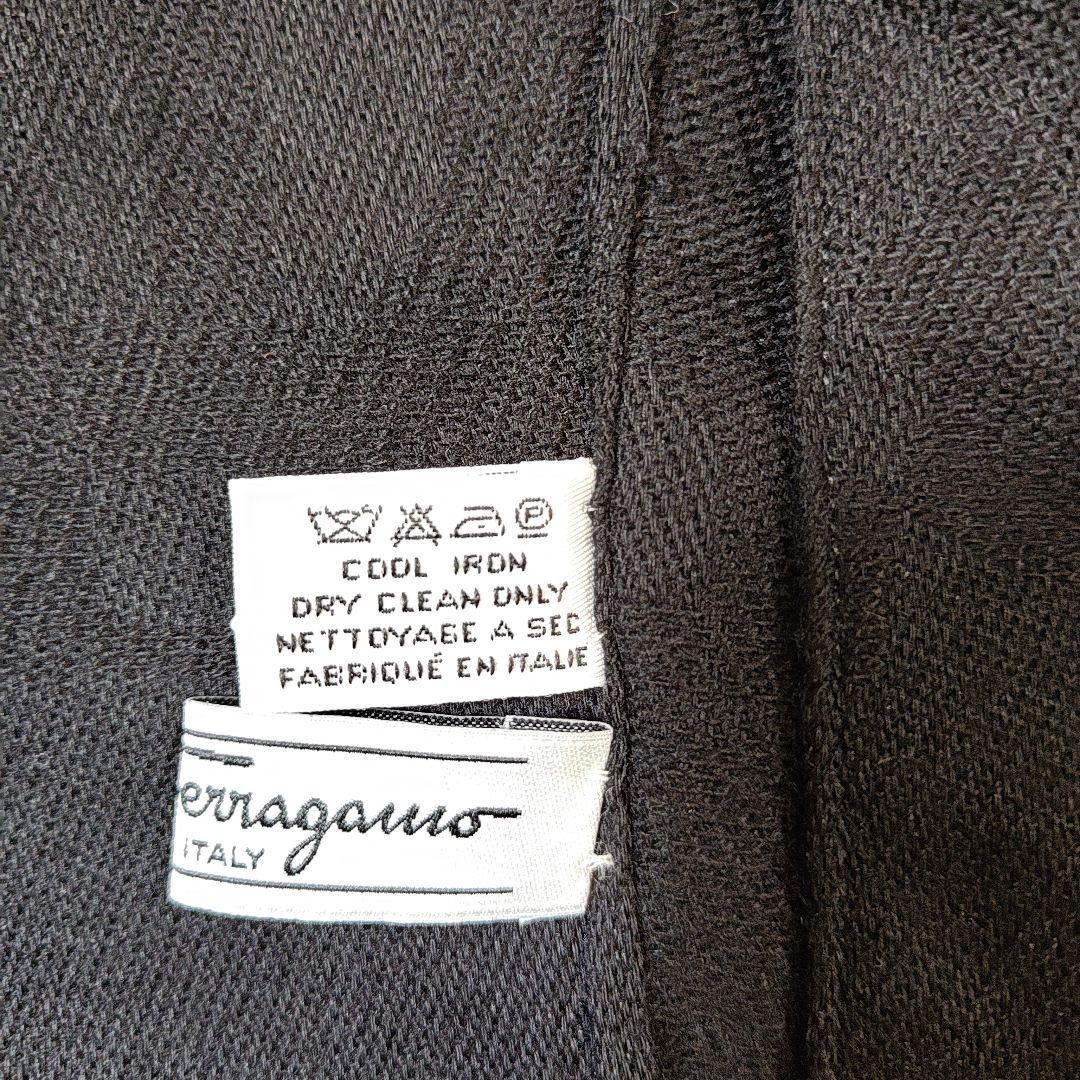 P
COOL IRON
DRY CLEAN ONLY
NETTOYAGE A SEC
FABRIQUÉ EN ITALIE
erragamo
ITALY